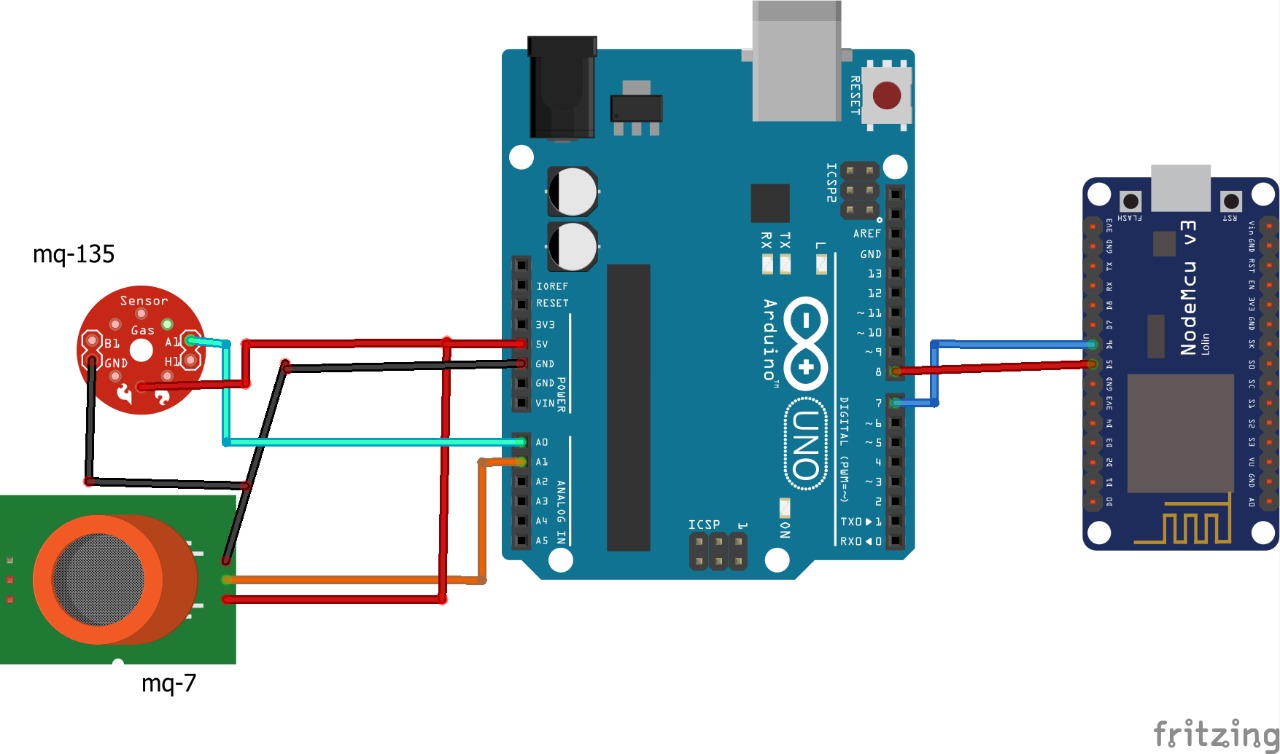 mq-135
Sensor
Gas
B1
A1
GND
H1
mq-7
RESET
ICSP2
IOREF
RESET
3V3
5V
GND
GND
VIN
POWER
A0
A1
A2
A3
A4
A5
ANALOG IN
RX
TX
L
Arduino™
UNO
ICSP
1
ON
AREF
GND
13
12
~11
~10
~9
8
7
~6
~5
4
~3
2
TX0▶1
RX0◀0
DIGITAL (PWM=~)
FLASH
RST
NodeMcu v3
Lolin
3V3
GND
TX
RX
D8
D7
D6
D5
GND
3V3
D4
D3
D2
D1
D0
Vin
GND
RST
EN
3V3
GND
SK
SO
SC
S1
S2
S3
VU
GND
A0
fritzing